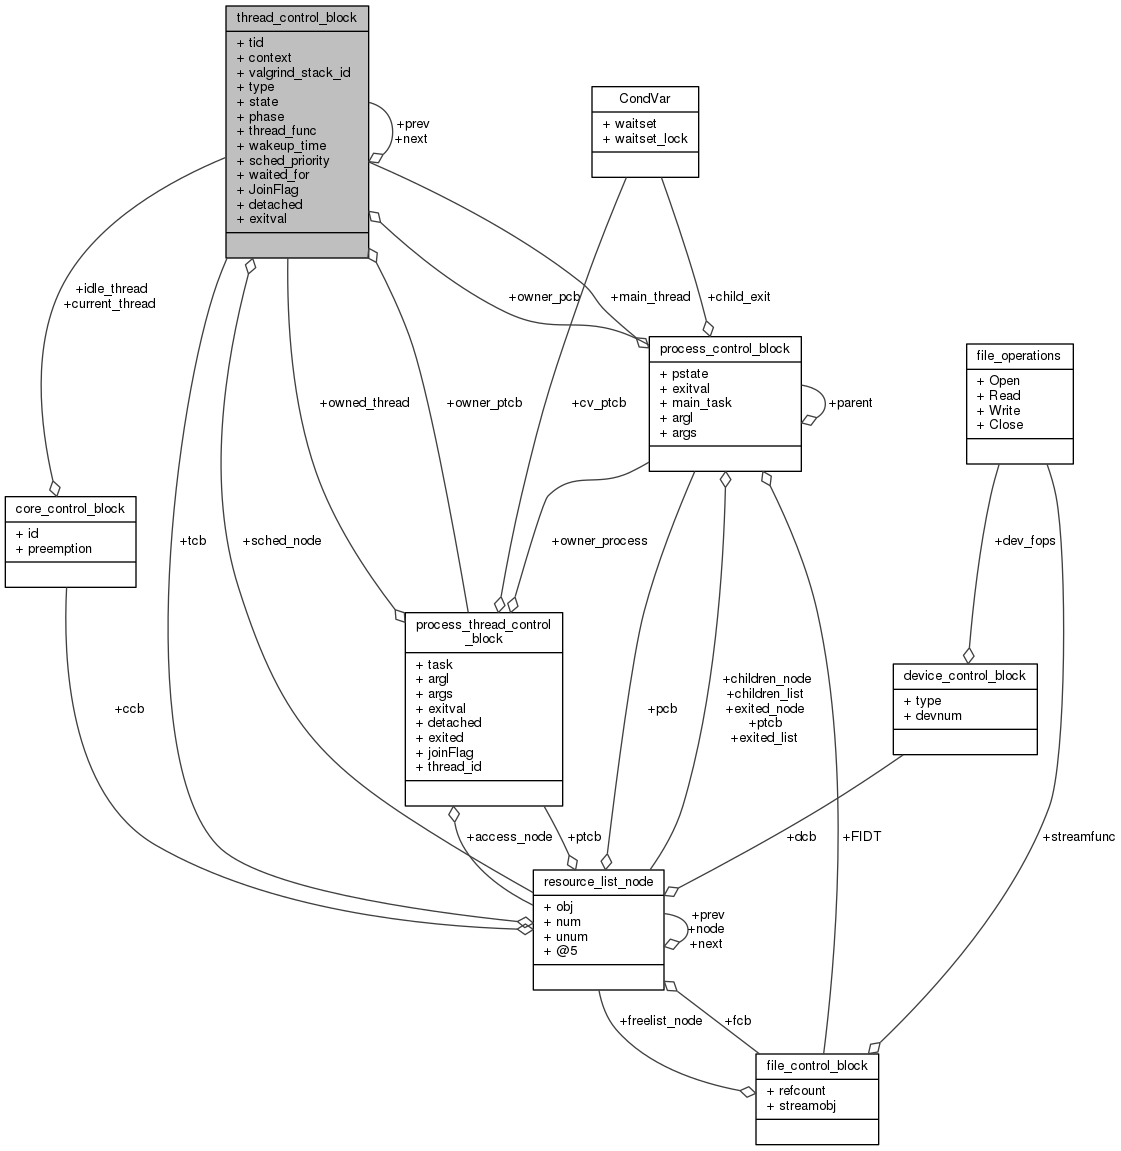 thread_control_block
+ tid
+ context
+ valgrind_stack_id
+ type
+ state
+ phase
+ thread_func
+ wakeup_time
+ sched_priority
+ waited_for
+ JoinFlag
+ detached
+ exitval
+prev
+next
CondVar
+ waitset
+ waitset_lock
+idle_thread
+current_thread
+owner_pcb
+main_thread
+child_exit
process_control_block
+ pstate
+ exitval
+ main_task
+ argl
+ args
+parent
file_operations
+ Open
+ Read
+ Write
+ Close
+owned_thread
+owner_ptcb
+cv_ptcb
core_control_block
+ id
+ preemption
+tcb
+sched_node
+owner_process
+dev_fops
process_thread_control
_block
+ task
+ argl
+ args
+ exitval
+ detached
+ exited
+ joinFlag
+ thread_id
+ccb
+pcb
+children_node
+children_list
+exited_node
+ptcb
+exited_list
device_control_block
+ type
+ devnum
+access_node
+ptcb
+dcb
+FIDT
+streamfunc
resource_list_node
+ obj
+ num
+ unum
+ @5
+prev
+node
+next
+freelist_node
+fcb
file_control_block
+ refcount
+ streamobj